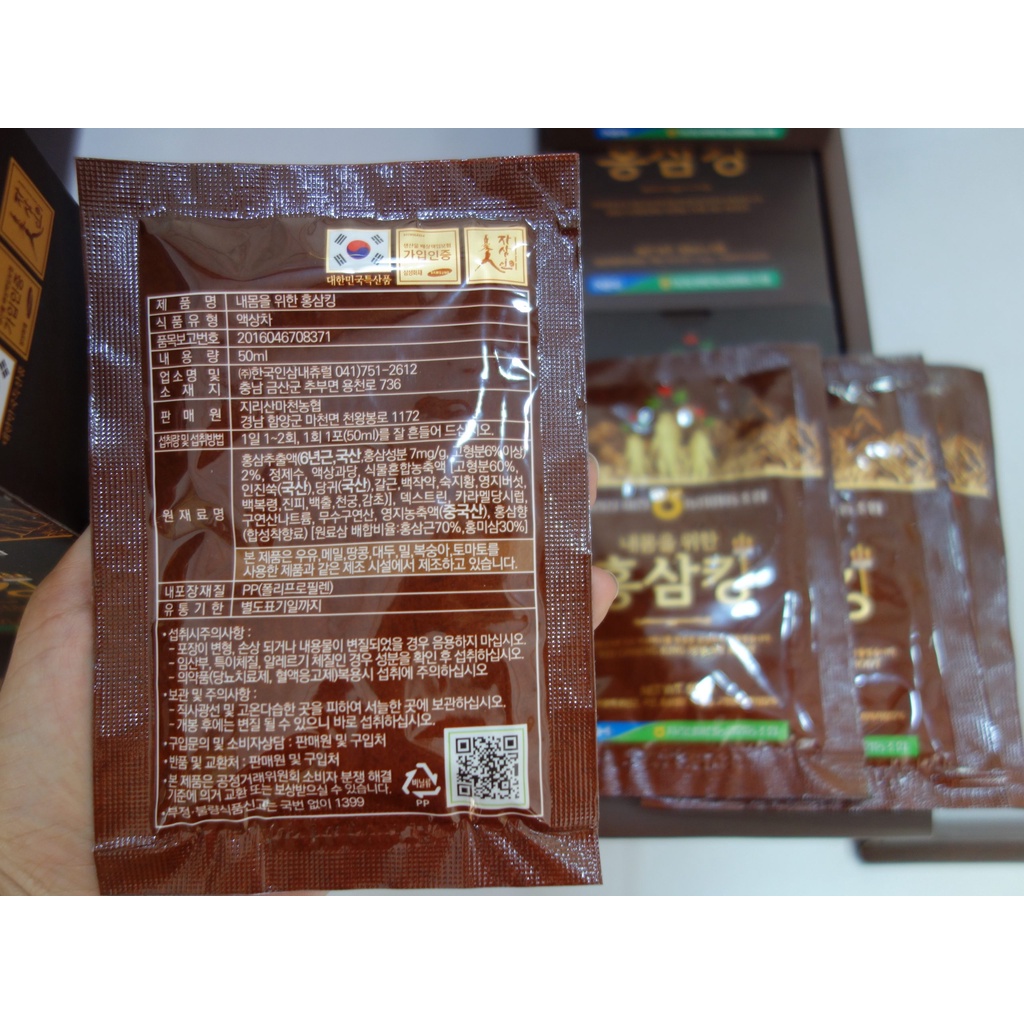 대한민국특산품
가입인증
장생신화
제 품 명 내몸을 위한 홍삼킹
식 품 유 형 액상차
품목보고번호 2016046708371
내 용 량 50ml
업소명 및 소재지 ㈜한국인삼내츄럴 041)751-2612
충남 금산군 추부면 용천로 736
판 매 원 지리산마천농협
경남 함양군 마천면 천왕봉로 1172
섭취량 및 섭취방법 1일 1~2회, 1회 1포(50ml)를 잘 흔들어 드십시오.
원 재 료 명 홍삼추출액(6년근, 국산,홍삼성분 7mg/g, 고형분6%이상)
2%, 정제수, 액상과당, 식물혼합농축액 [고형분60%,
인진쑥(국산),당귀(국산),갈근, 백작약, 숙지황, 영지버섯,
백복령,진피, 백출,천궁,감초)], 덱스트린, 카라멜당시럽,
구연산나트륨, 무수구연산, 영지농축액(중국산), 홍삼향
(합성착향료) [원료삼 배합비율:홍삼근70%,홍미삼30%]
본 제품은 우유, 메밀,땅콩, 대두, 밀, 복숭아, 토마토를
사용한 제품과 같은 제조 시설에서 제조하고 있습니다.
내포장재질 PP(폴리프로필렌)
유 통 기 한 별도표기일까지
• 섭취시주의사항 :
- 포장이 변형, 손상 되거나 내용물이 변질되었을 경우 음용하지 마십시오.
- 임산부, 특이체질, 알레르기 체질인 경우 성분을 확인 후 섭취하십시오.
- 의약품(당뇨치료제, 혈액응고제)복용시 섭취에 주의하십시오
• 보관 및 주의사항 :
- 직사광선 및 고온다습한 곳을 피하여 서늘한 곳에 보관하십시오.
- 개봉 후에는 변질 될 수 있으니 바로 섭취하십시오.
• 구입문의 및 소비자상담 : 판매원 및 구입처
• 반품 및 교환처 : 판매원 및 구입처
• 본 제품은 공정거래위원회 소비자 분쟁 해결
기준에 의거 교환 또는 보상받으실 수 있습니다.
• 부정·불량식품신고는 국번 없이 1399
비닐류
PP
홍삼킹
내몸을 위한
홍삼킹
킹